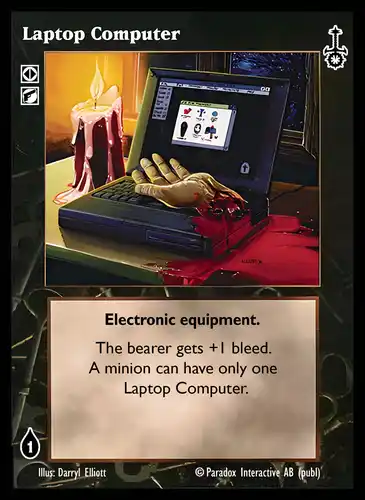 Laptop Computer
Electronic equipment.
The bearer gets +1 bleed.
A minion can have only one
Laptop Computer.
1
Illus: Darryl Elliott
© Paradox Interactive AB (publ)